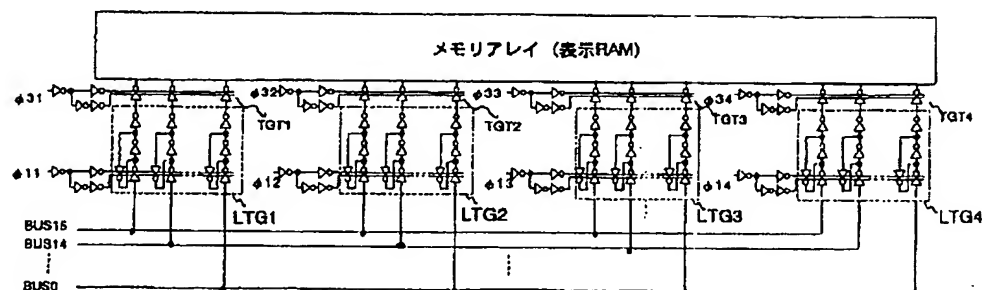 メモリアレイ (表示RAM)
φ31
φ32
φ33
φ34
TGT1
TGT2
TGT3
TGT4
φ11
φ12
φ13
φ14
LTG1
LTG2
LTG3
LTG4
BUS15
BUS14
BUS0